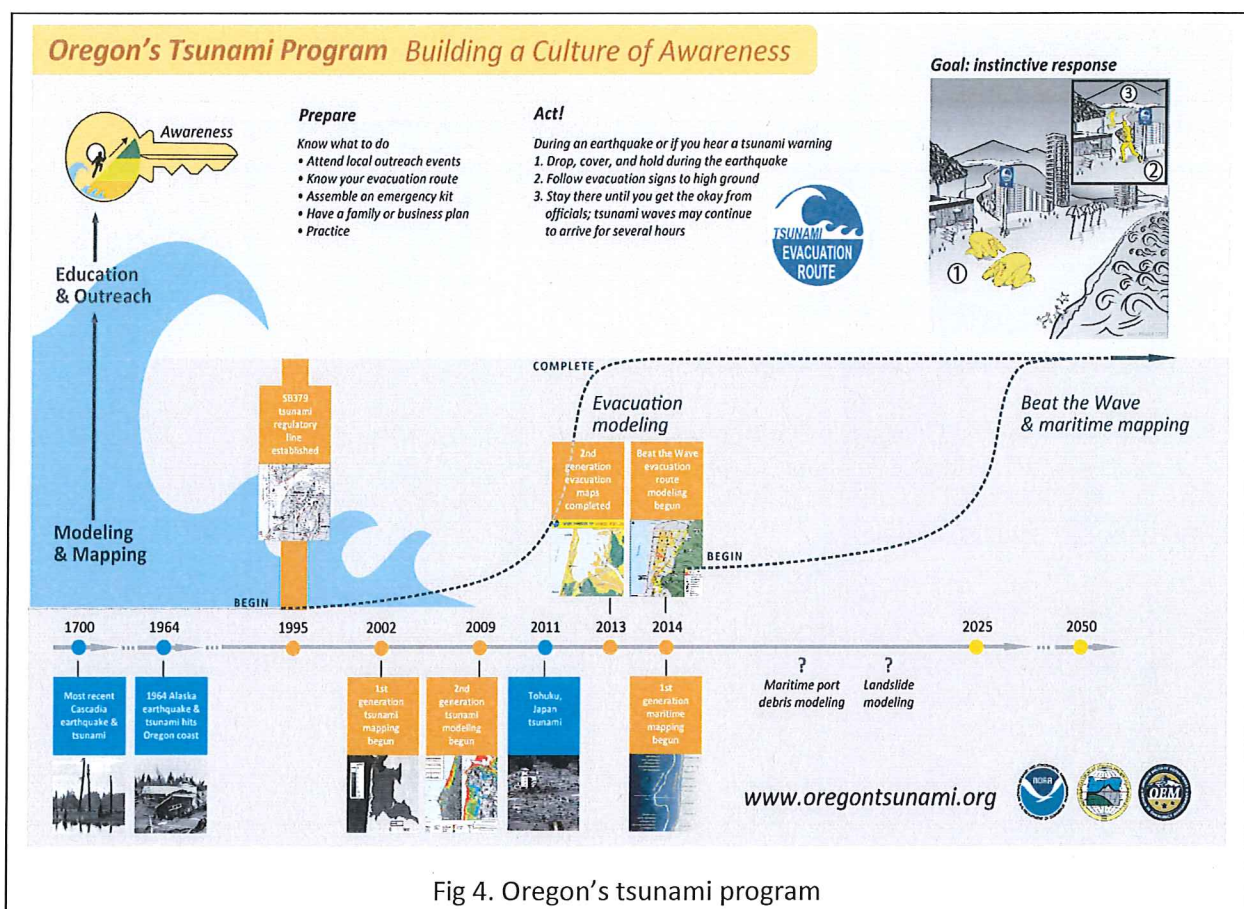 Oregon's Tsunami Program Building a Culture of Awareness
Awareness
Education
& Outreach
Modeling
& Mapping
Prepare
Know what to do
• Attend local outreach events
• Know your evacuation route
• Assemble an emergency kit
• Have a family or business plan
• Practice
Act!
During an earthquake or if you hear a tsunami warning
1. Drop, cover, and hold during the earthquake
2. Follow evacuation signs to high ground
3. Stay there until you get the okay from
officials; tsunami waves may continue
to arrive for several hours
TSUNAMI
EVACUATION
ROUTE
Goal: instinctive response
3
2
1
SB379
tsunami
regulatory
line
established
COMPLETE
Evacuation
modeling
2nd
generation
evacuation
maps
completed
Beat the Wave
evacuation
route
modeling
begun
Beat the Wave
& maritime mapping
BEGIN
BEGIN
1700
1964
1995
2002
2009
2011
2013
2014
2025
2050
Most recent
Cascadia
earthquake &
tsunami
1964 Alaska
earthquake &
tsunami hits
Oregon coast
1st
generation
tsunami
mapping
begun
2nd
generation
tsunami
modeling
begun
Tohuku,
Japan
tsunami
1st
generation
maritime
mapping
begun
?
Maritime port
debris modeling
?
Landslide
modeling
www.oregontsunami.org
NOAA
OEM
Fig 4. Oregon's tsunami program